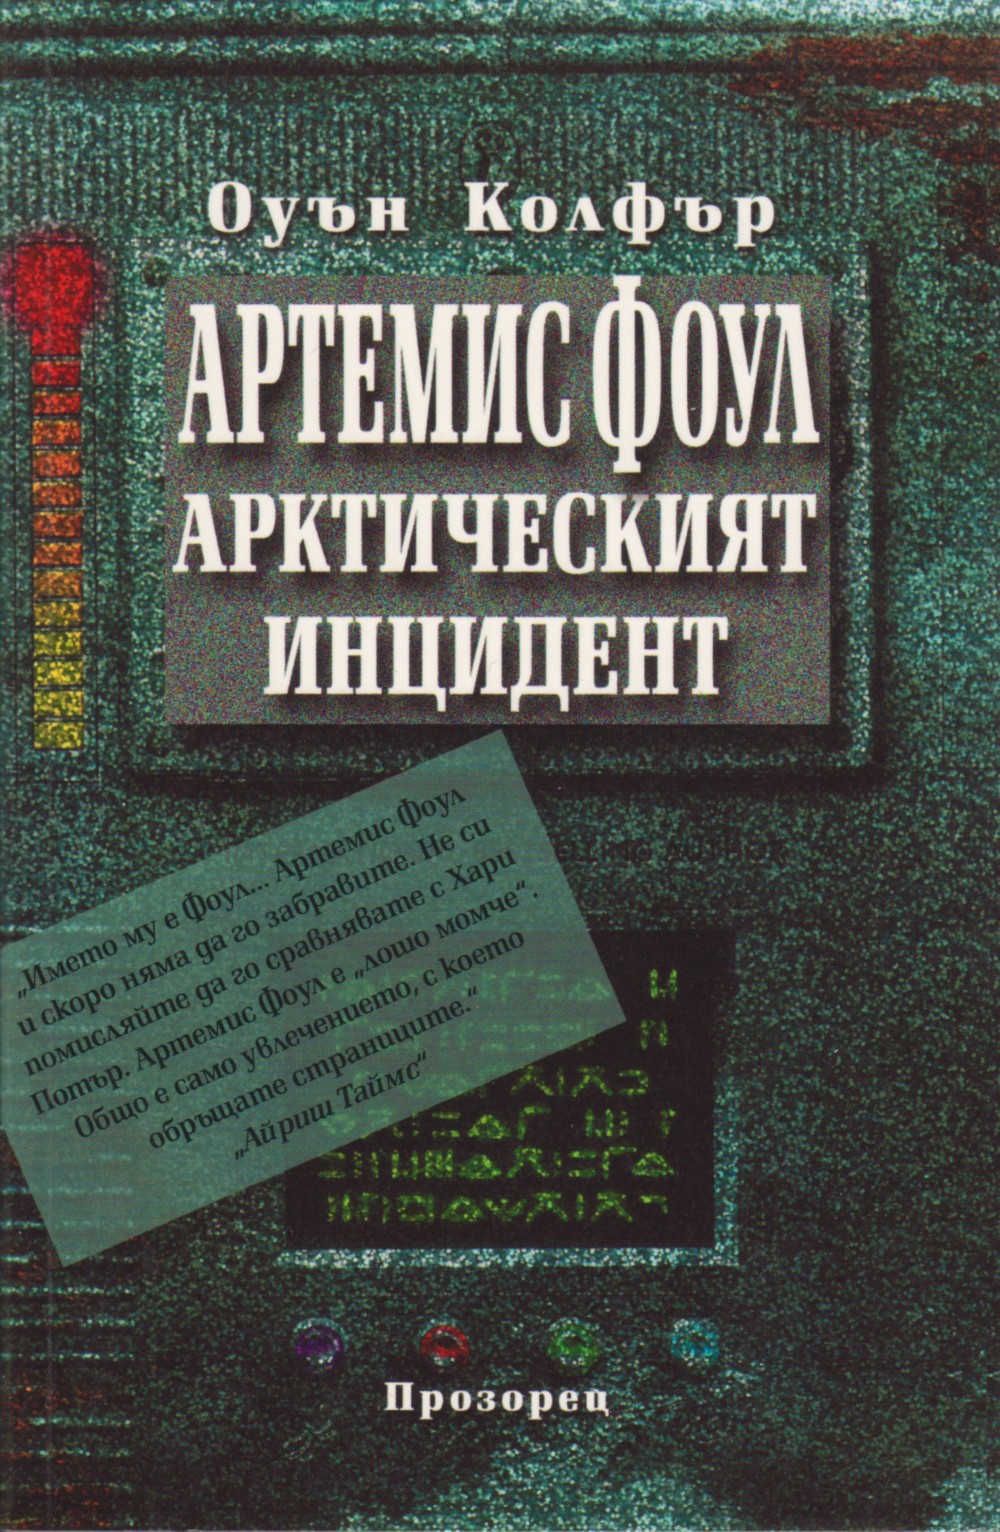 Оуън Колфър
АРТЕМИС ФОУЛ
АРКТИЧЕСКИЯТ
ИНЦИДЕНТ
„Името му е Фоул... Артемис Фоул
и скоро няма да го забравите. Не си
помисляйте да го сравнявате с Хари
Потър. Артемис Фоул е „лошо момче“.
Общо е само увлечението, с което
обръщате страниците.“
„Айриш Таймс“
Прозорец